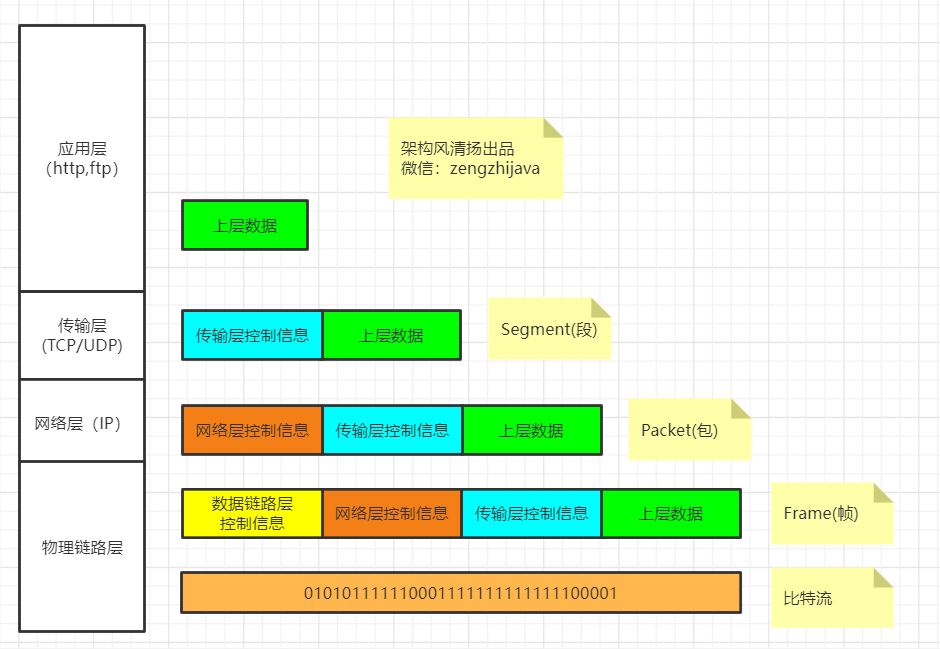 应用层
（http,ftp）
架构风清扬出品
微信：zengzhijava
上层数据
传输层
(TCP/UDP)
传输层控制信息
上层数据
Segment(段)
网络层（IP）
网络层控制信息
传输层控制信息
上层数据
Packet(包)
物理链路层
数据链路层
控制信息
网络层控制信息
传输层控制信息
上层数据
Frame(帧)
0101011111100011111111111111100001
比特流